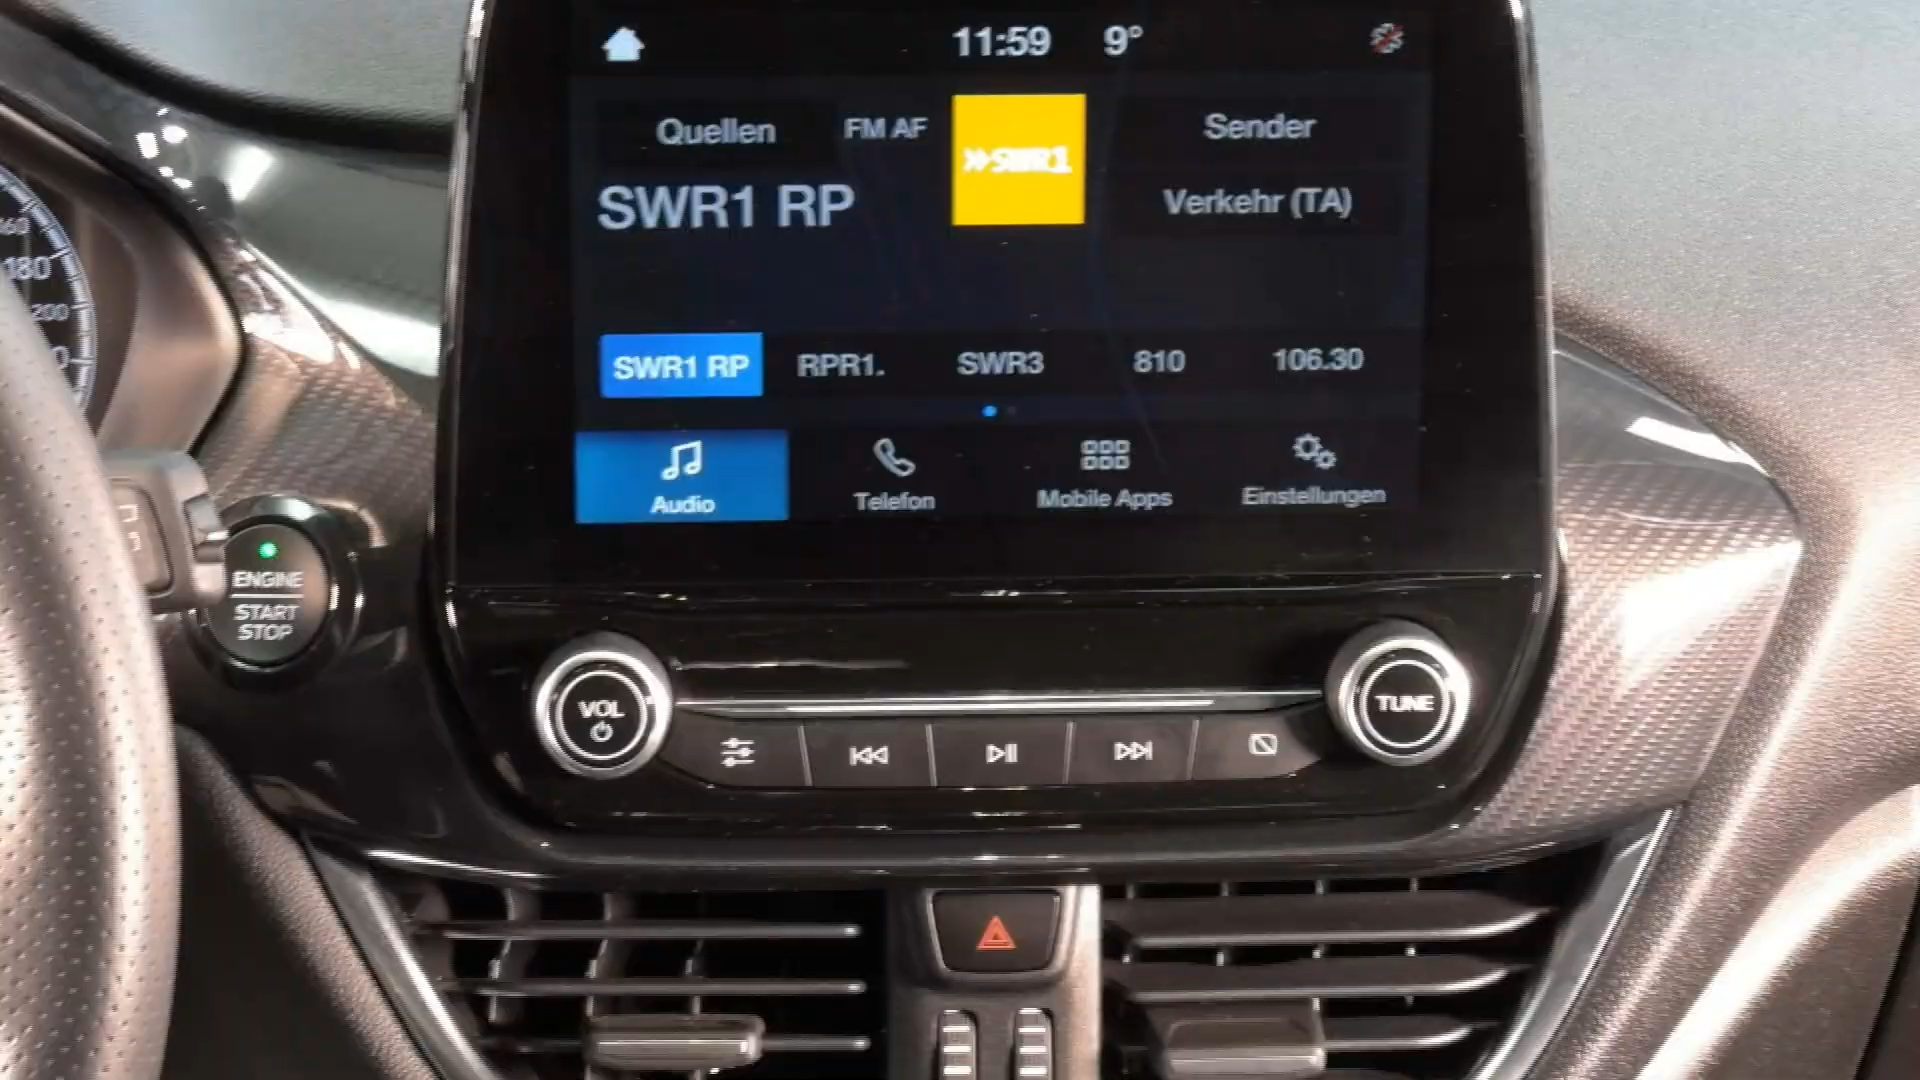 11:59 9°
Quellen FM AF »SWR1 Sender
SWR1 RP Verkehr (TA)
SWR1 RP RPR1. SWR3 810 106.30
Audio Telefon Mobile Apps Einstellungen
180
200
ENGINE
START
STOP
VOL
TUNE